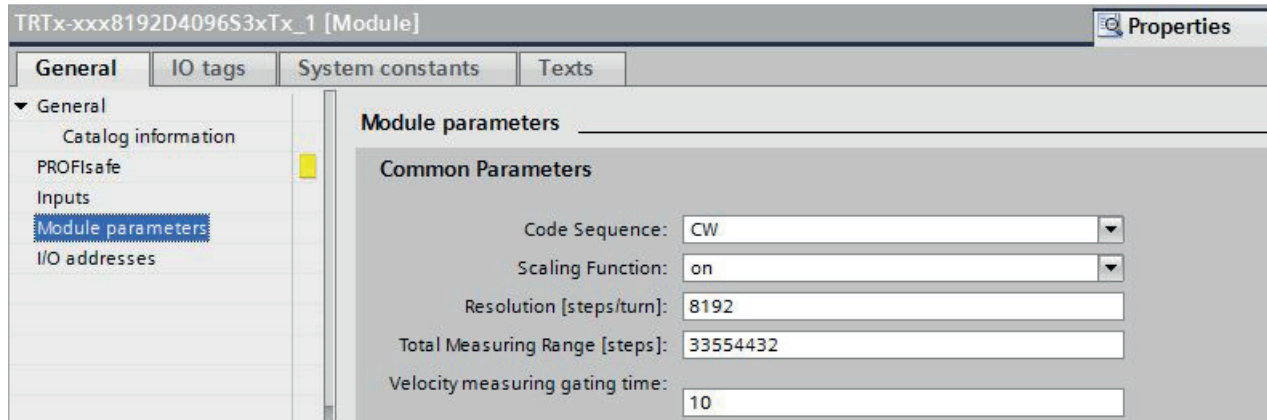 TRTx-xxx8192D4096S3xTx_1 [Module]
Properties
General
IO tags
System constants
Texts
General
Catalog information
PROFIsafe
Inputs
Module parameters
I/O addresses
Module parameters
Common Parameters
Code Sequence: CW
Scaling Function: on
Resolution [steps/turn]: 8192
Total Measuring Range [steps]: 33554432
Velocity measuring gating time:
10